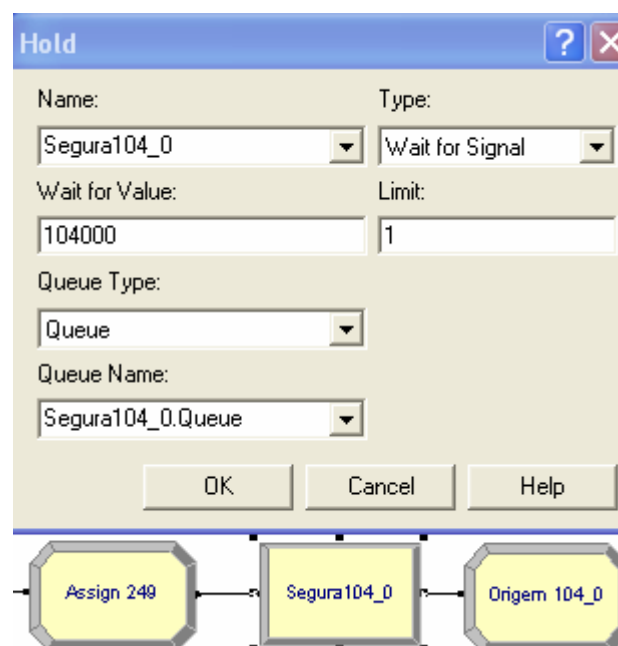 Hold
Name: Type:
Segura104_0 Wait for Signal
Wait for Value: Limit:
104000 1
Queue Type:
Queue
Queue Name:
Segura104_0.Queue
OK Cancel Help
Assign 249 Segura104_0 Origem 104_0